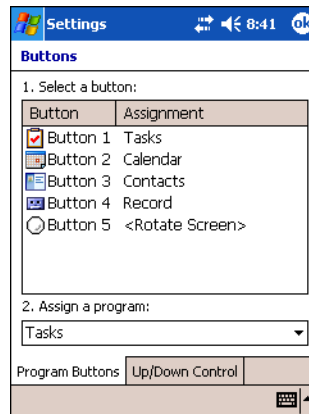 Settings 8:41 ok
Buttons
1. Select a button:
Button Assignment
Button 1 Tasks
Button 2 Calendar
Button 3 Contacts
Button 4 Record
Button 5 <Rotate Screen>
2. Assign a program:
Tasks
Program Buttons Up/Down Control